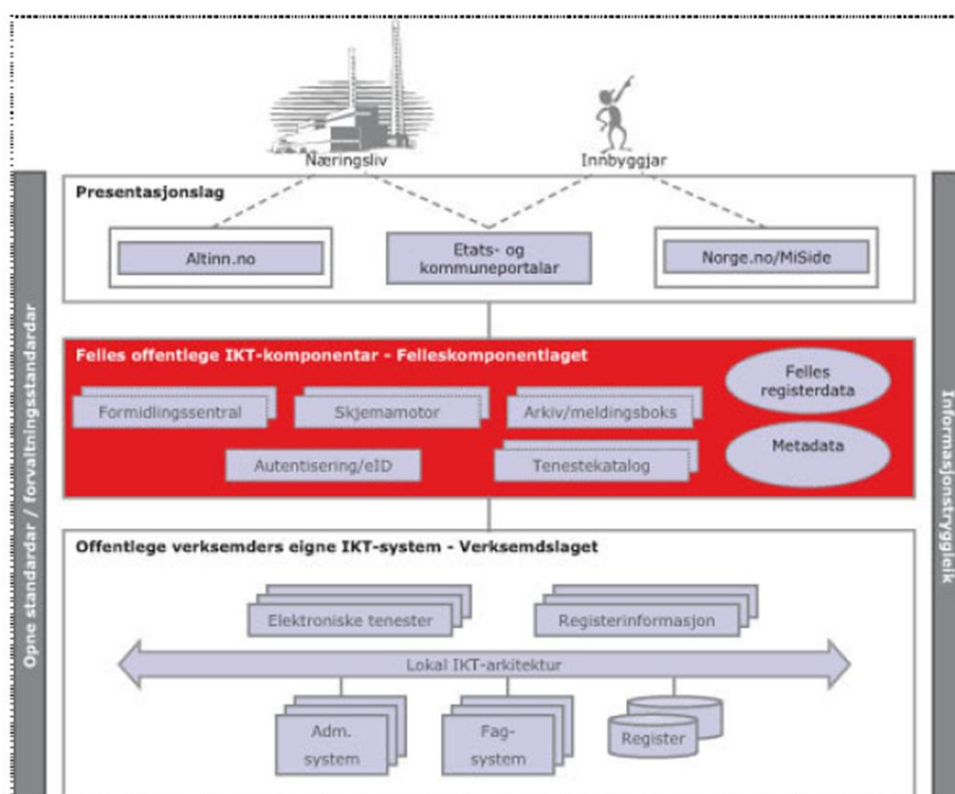 Næringsliv
Innbyggjar
Presentasjonslag
Altinn.no
Etats- og
kommuneportalar
Norge.no/MiSide
Felles offentlege IKT-komponentar - Felleskomponentlaget
Felles
registerdata
Formidlingssentral
Skjemamotor
Arkiv/meldingsboks
Metadata
Autentisering/eID
Tenestekatalog
Offentlege verksemders eigne IKT-system - Verksemdslaget
Elektroniske tenester
Registerinformasjon
Lokal IKT-arkitektur
Adm.
system
Fag-
system
Register
Opne standardar / forvaltningsstandardar
Informasjonstryggleik